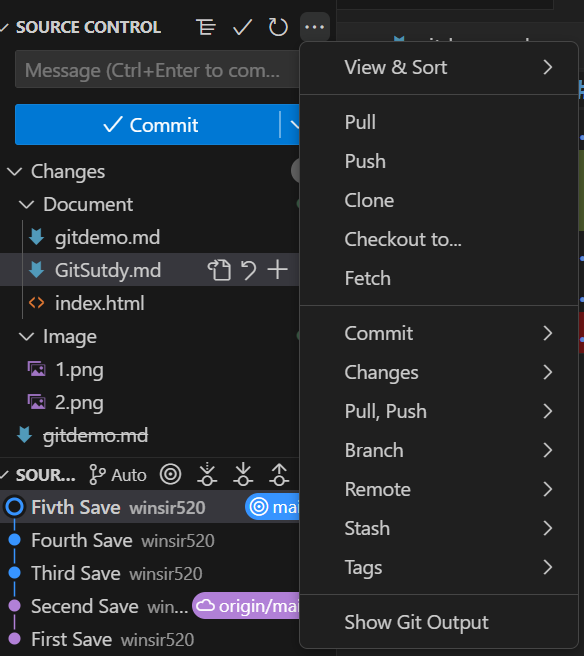 SOURCE CONTROL
Message (Ctrl+Enter to com...
Commit
Changes
Document
gitdemo.md
GitSutdy.md
index.html
Image
1.png
2.png
gitdemo.md
SOUR... Auto
Fivth Save winsir520 mai
Fourth Save winsir520
Third Save winsir520
Secend Save win... origin/mai
First Save winsir520
View & Sort
Pull
Push
Clone
Checkout to...
Fetch
Commit
Changes
Pull, Push
Branch
Remote
Stash
Tags
Show Git Output